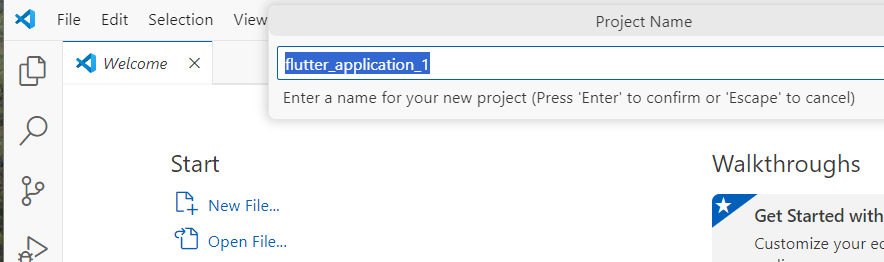 File Edit Selection View
Project Name
Welcome
flutter_application_1
Enter a name for your new project (Press 'Enter' to confirm or 'Escape' to cancel)
Start
New File...
Open File...
Walkthroughs
Get Started with
Customize your